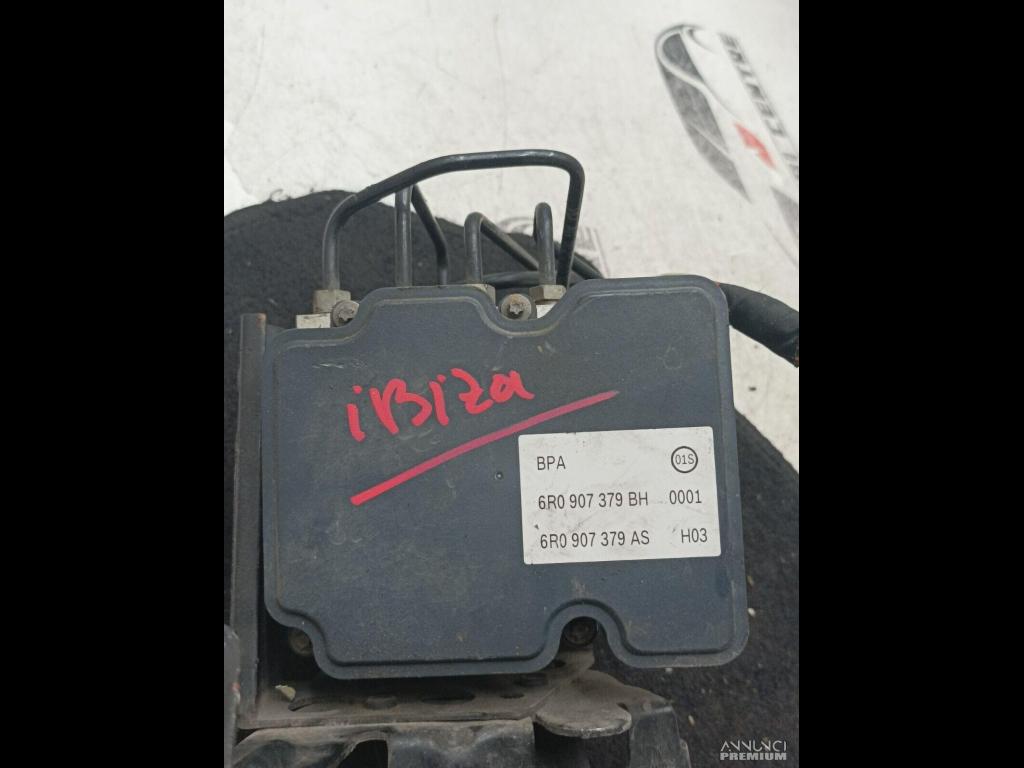 iBiza
BPA 01S
6R0 907 379 BH 0001
6R0 907 379 AS H03
ANNUNCI
PREMIUM